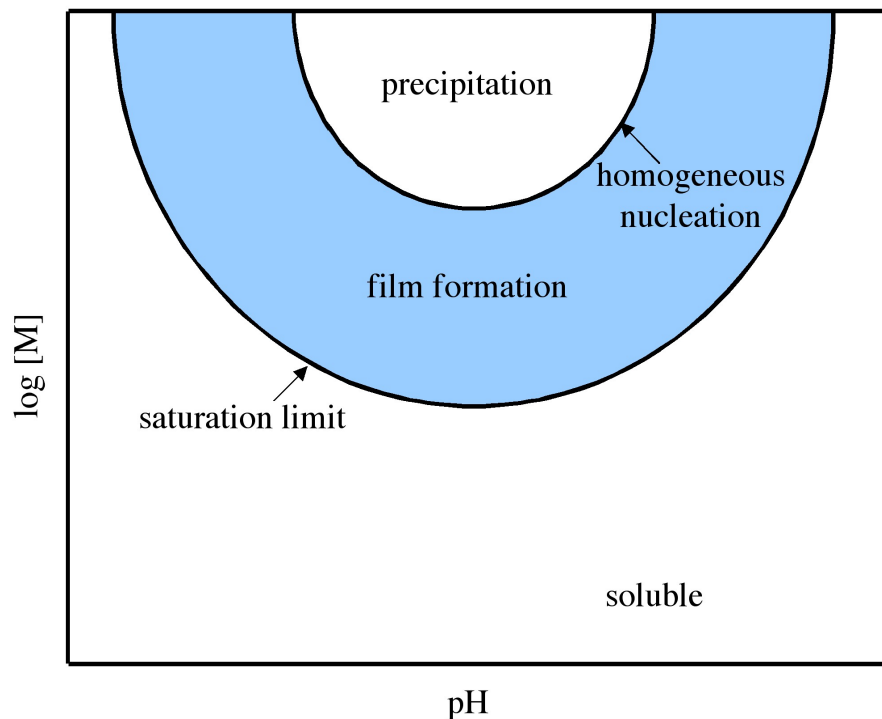 precipitation
homogeneous
nucleation
film formation
log [M]
saturation limit
soluble
pH